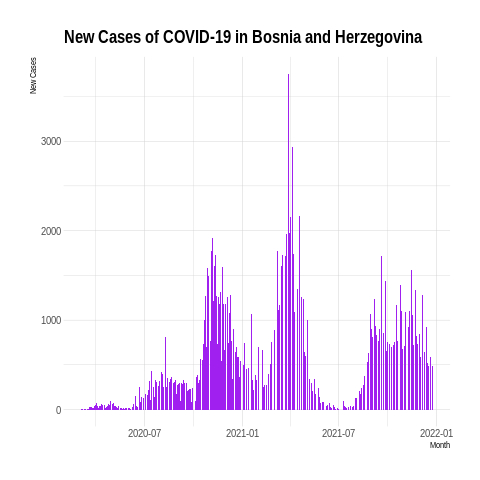 New Cases of COVID-19 in Bosnia and Herzegovina
New Cases
3000
2000
1000
0
2020-07
2021-01
2021-07
2022-01
Month